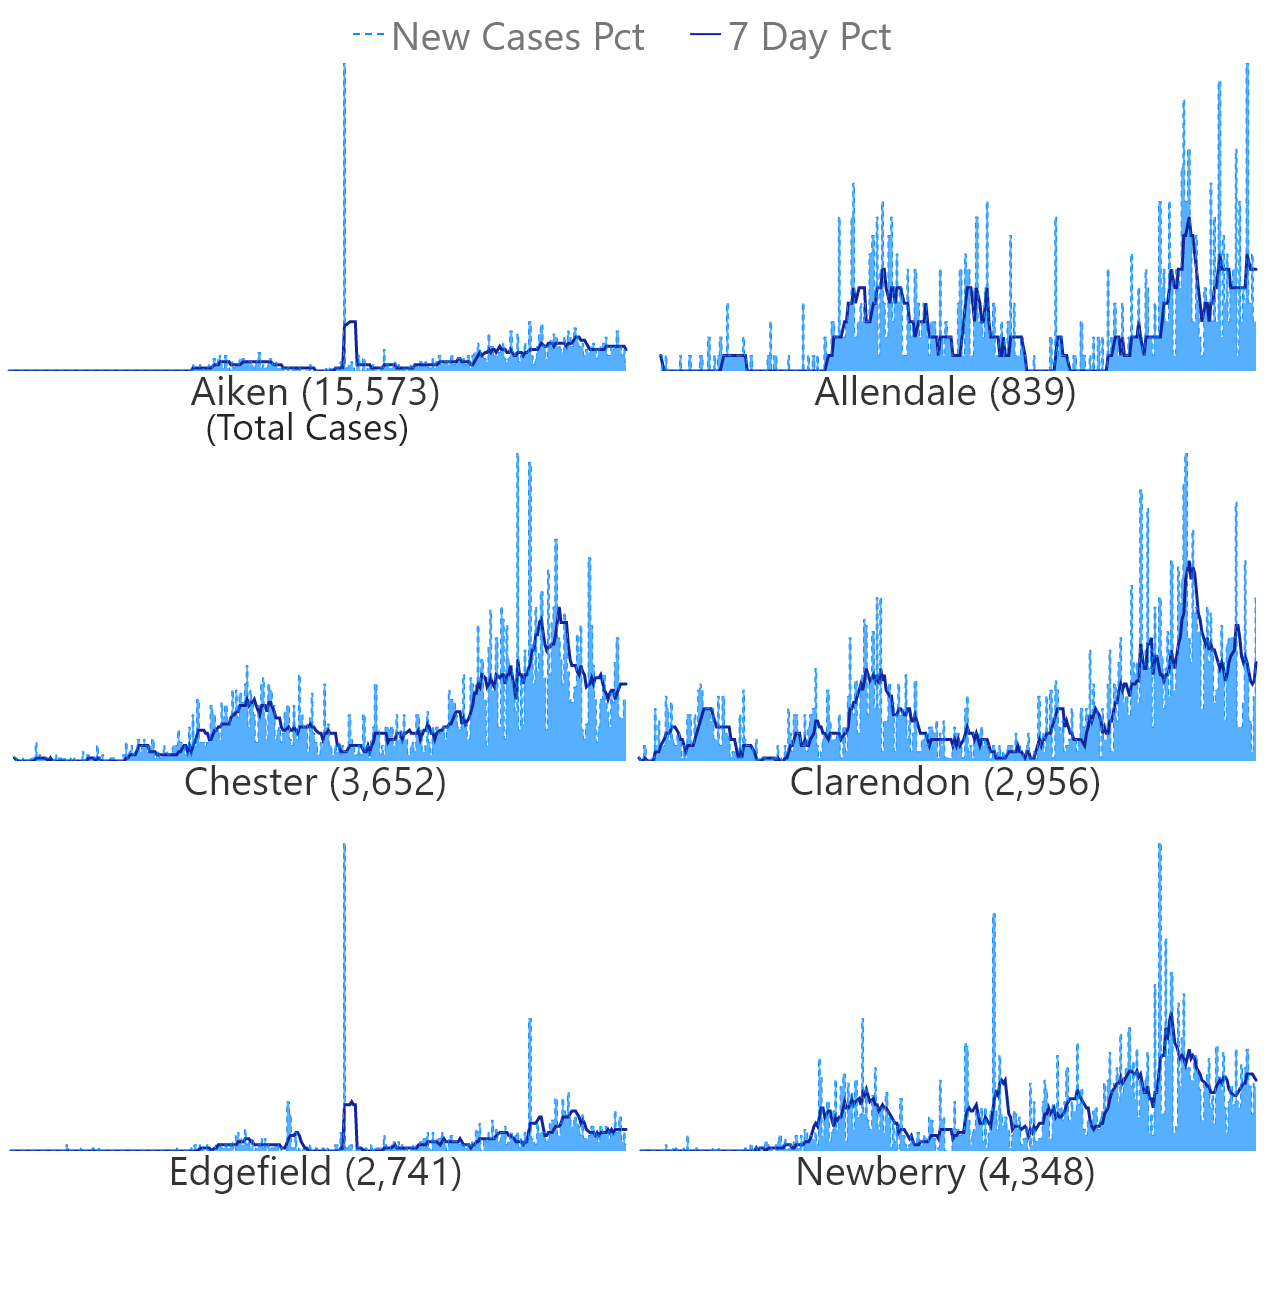 New Cases Pct 7 Day Pct
Aiken (15,573) Allendale (839)
(Total Cases)
Chester (3,652) Clarendon (2,956)
Edgefield (2,741) Newberry (4,348)